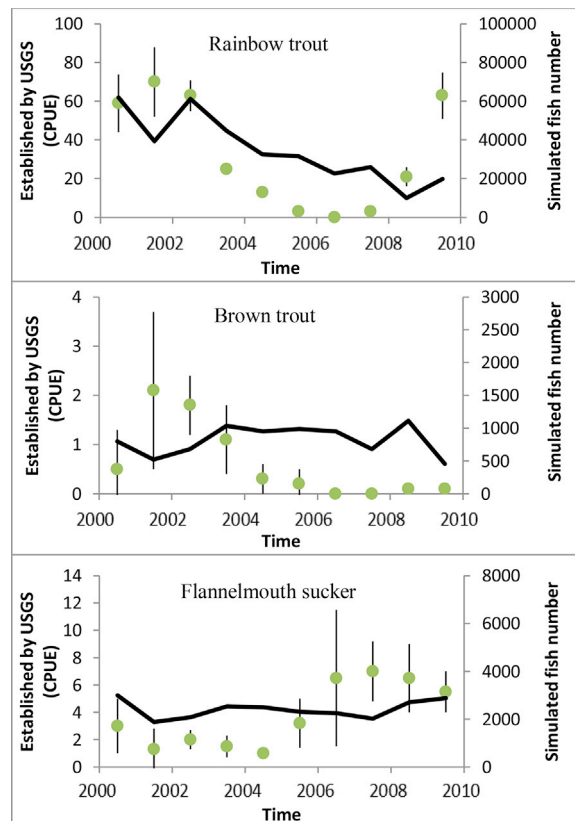 Rainbow trout
Established by USGS
(CPUE)
100
80
60
40
20
0
100000
80000
60000
40000
20000
0
Simulated fish number
2000 2002 2004 2006 2008 2010
Time
Brown trout
Established by USGS
(CPUE)
4
3
2
1
0
3000
2500
2000
1500
1000
500
0
Simulated fish number
2000 2002 2004 2006 2008 2010
Time
Flannelmouth sucker
Established by USGS
(CPUE)
14
12
10
8
6
4
2
0
8000
6000
4000
2000
0
Simulated fish number
2000 2002 2004 2006 2008 2010
Time